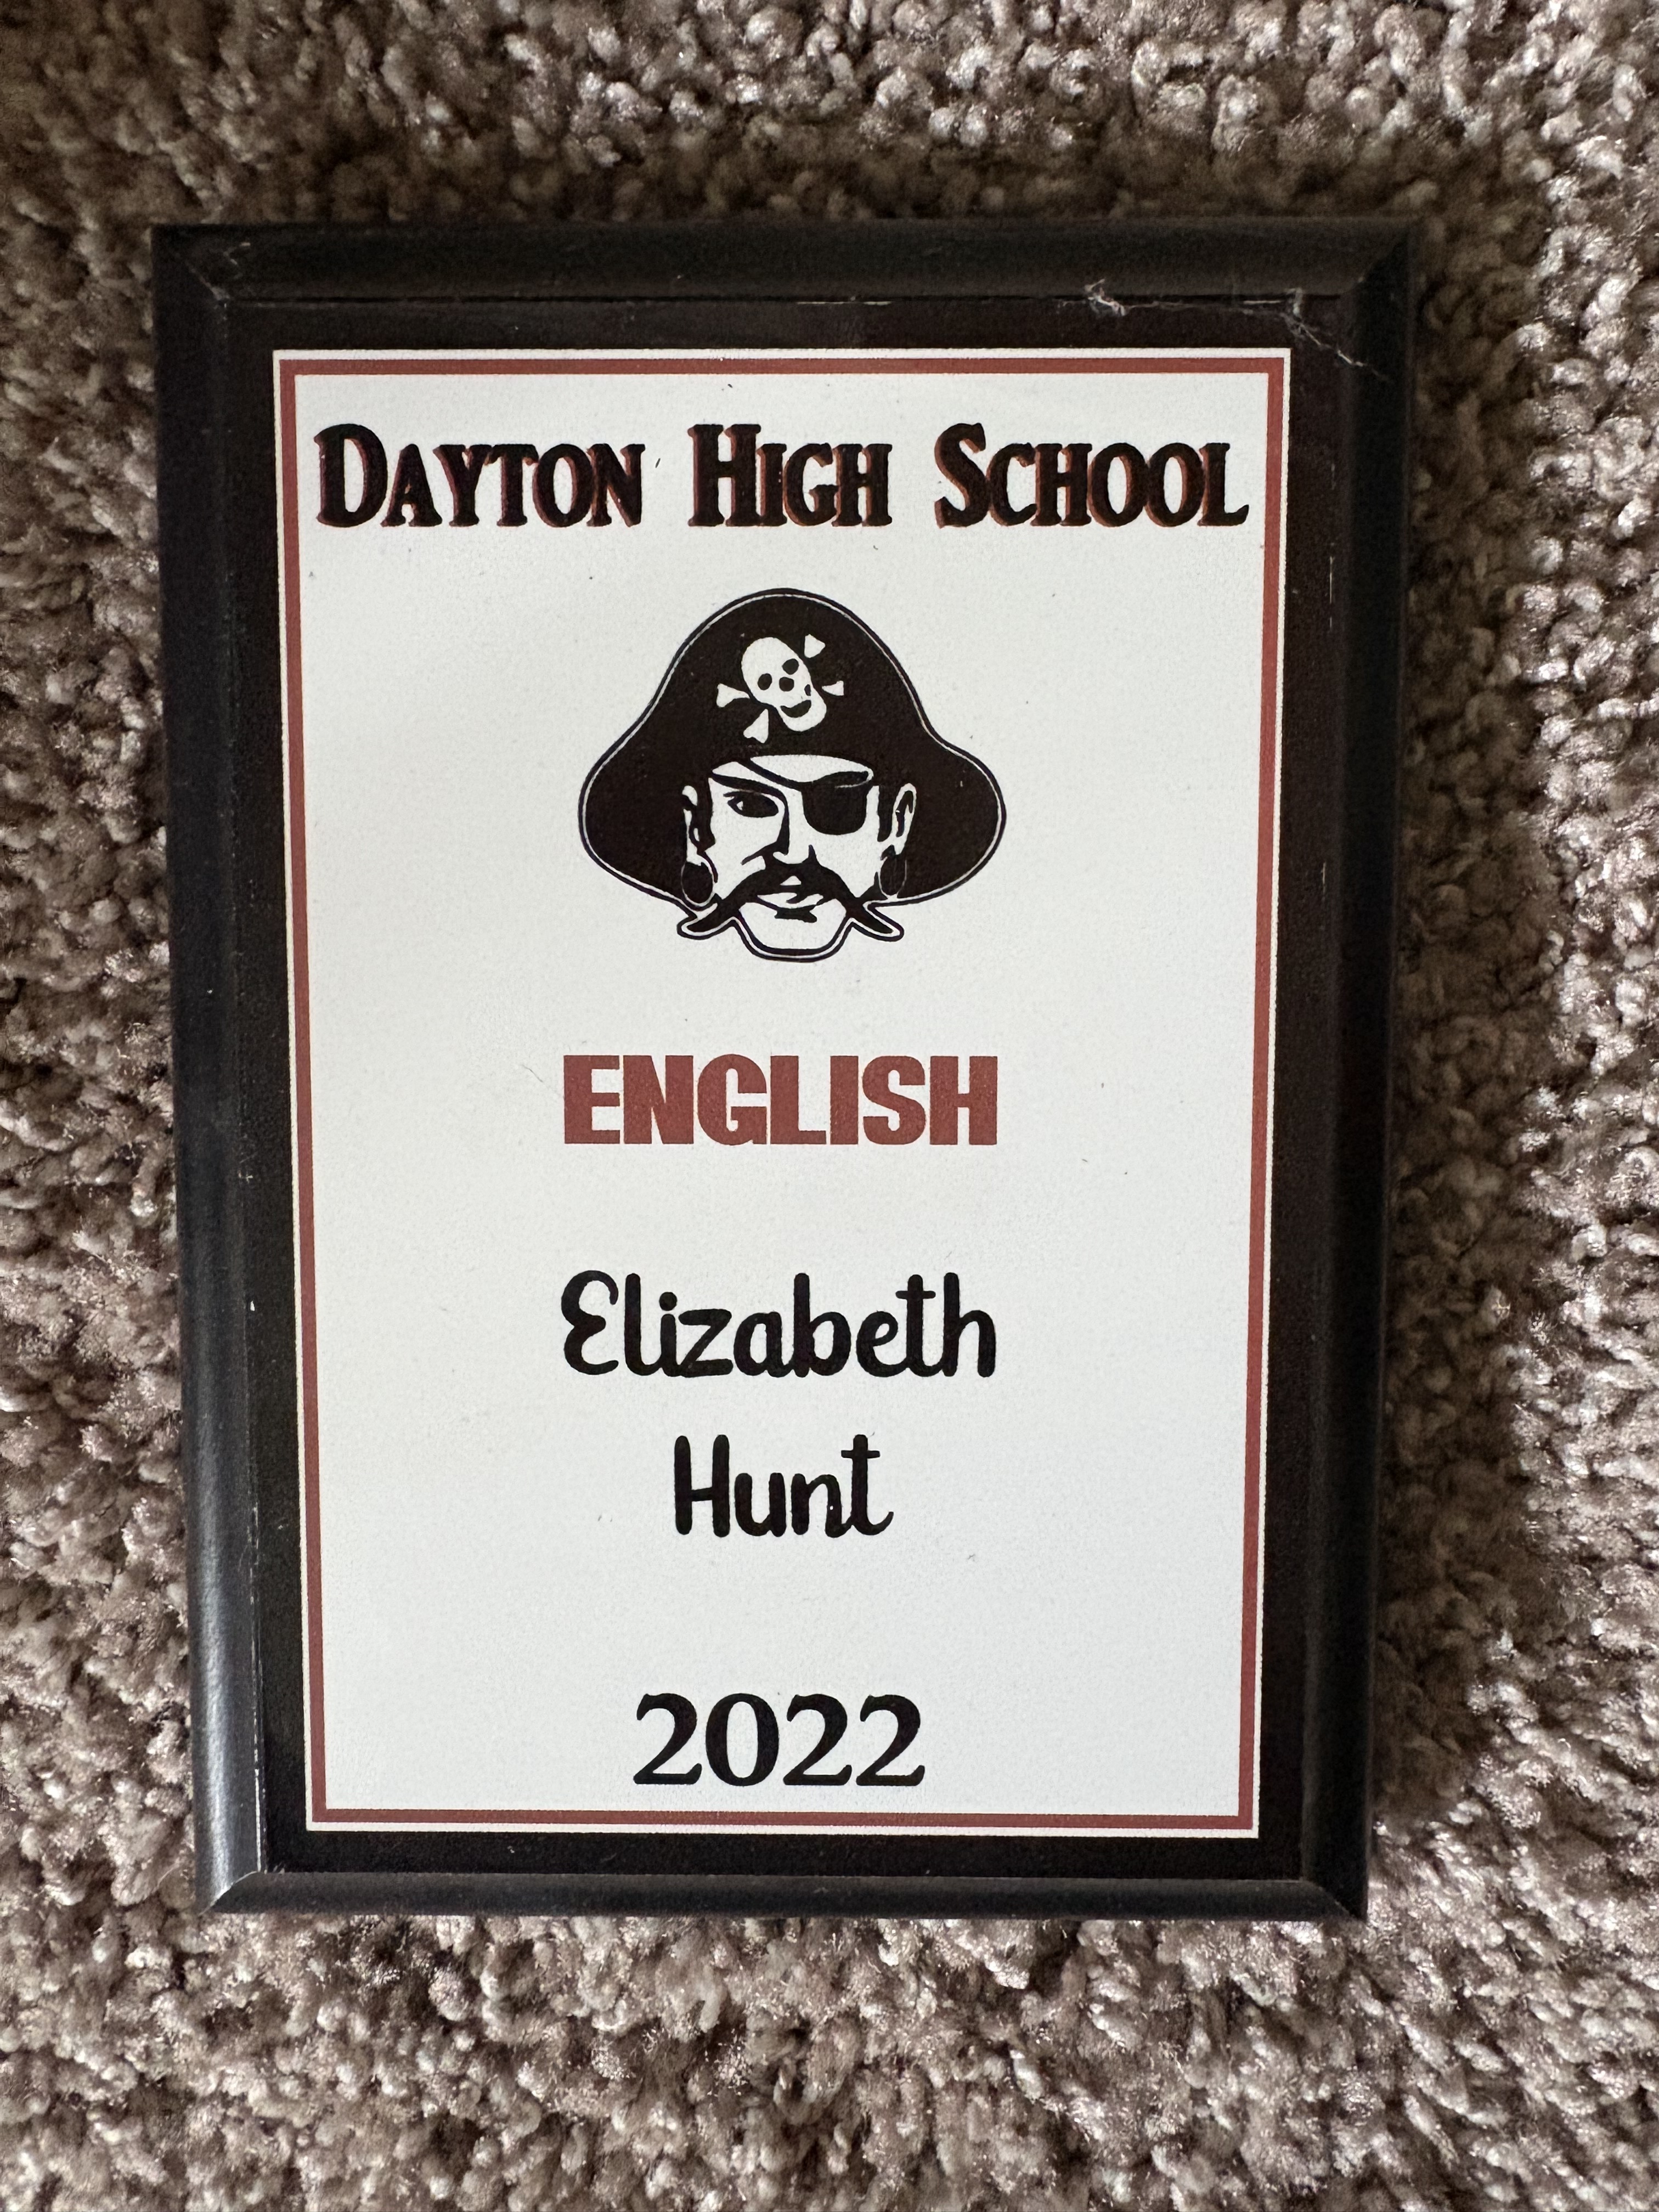 DAYTON HIGH SCHOOL
ENGLISH
Elizabeth
Hunt
2022